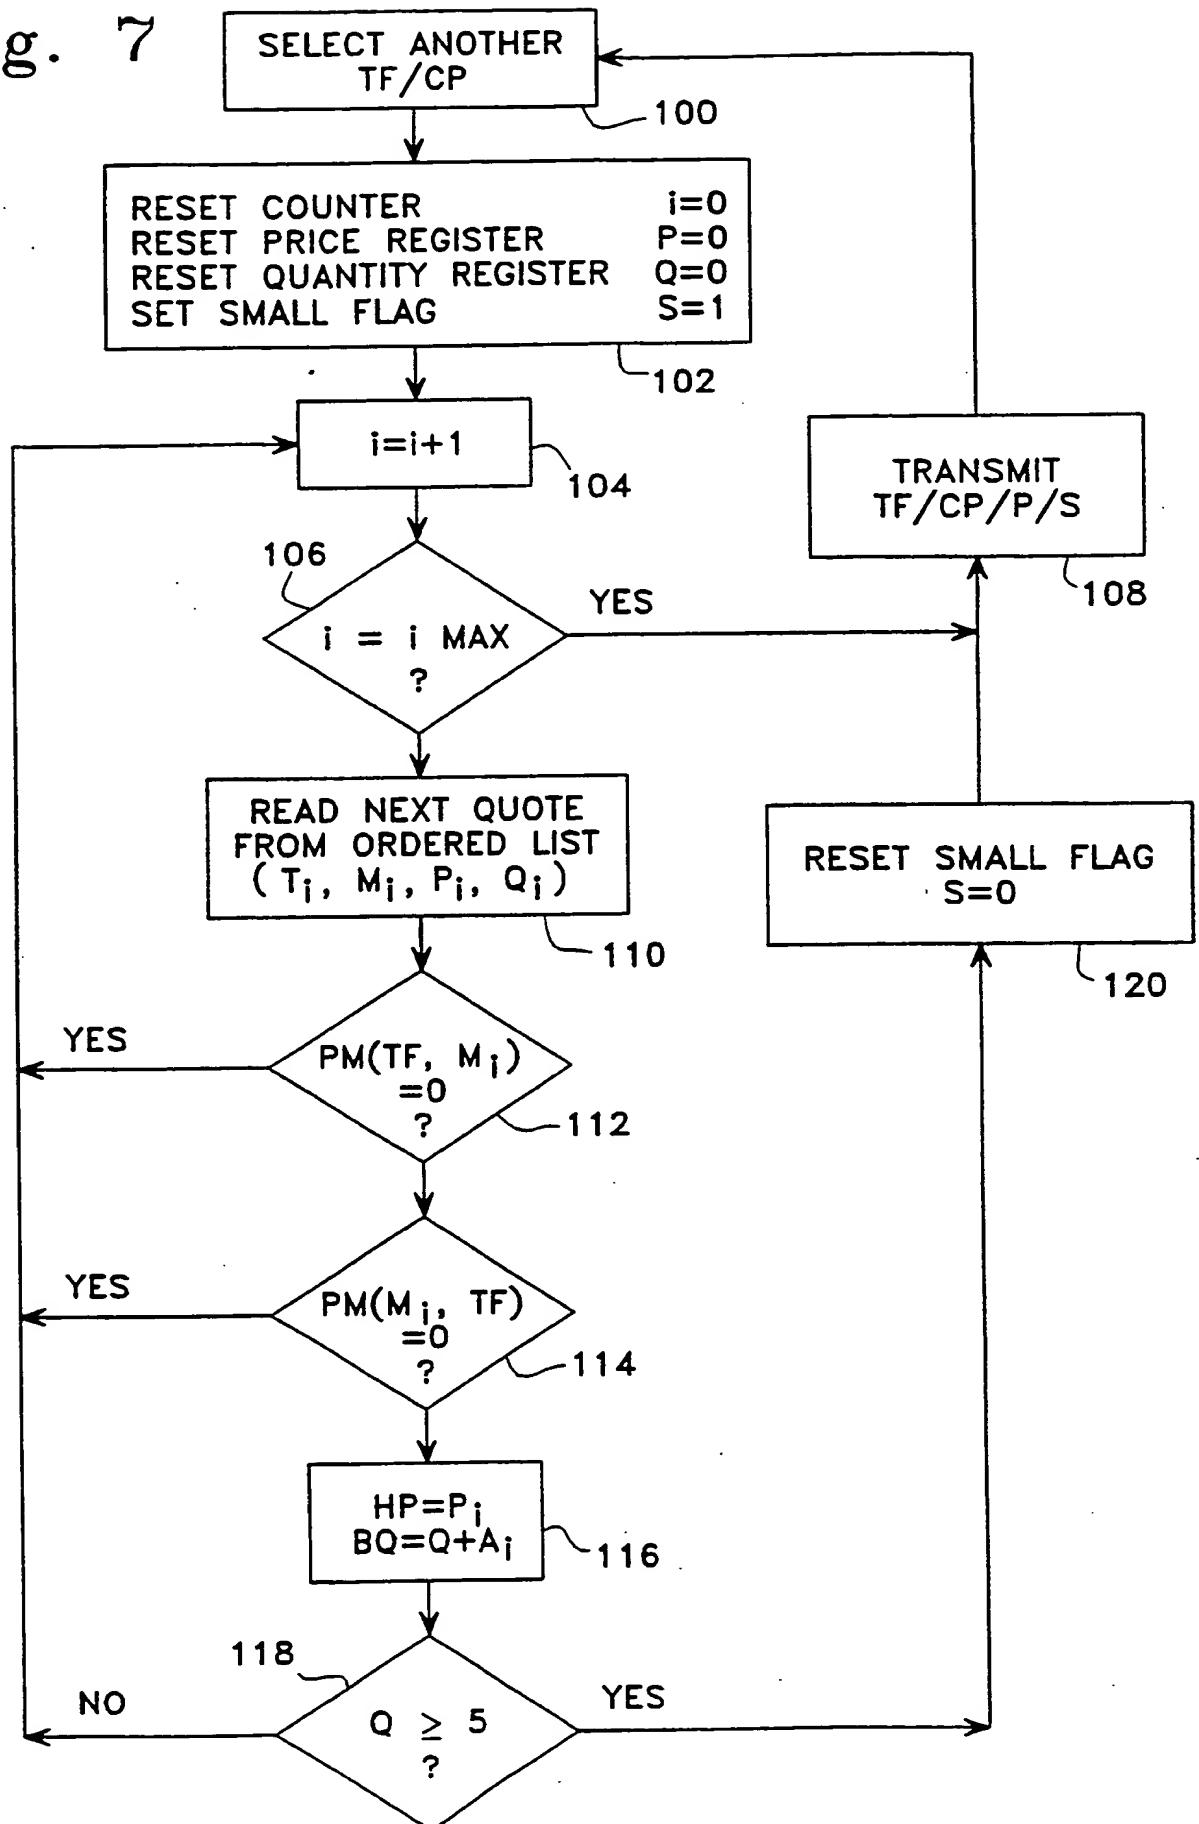 g. 7
SELECT ANOTHER
TF/CP
100
RESET COUNTER i=0
RESET PRICE REGISTER P=0
RESET QUANTITY REGISTER Q=0
SET SMALL FLAG S=1
102
i=i+1
104
TRANSMIT
TF/CP/P/S
108
106
YES
i = i MAX
?
READ NEXT QUOTE
FROM ORDERED LIST
( Ti, Mi, Pi, Qi )
110
RESET SMALL FLAG
S=0
120
YES
PM(TF, Mi)
=0
?
112
YES
PM(Mi, TF)
=0
?
114
HP=Pi
BQ=Q+Ai
116
118
NO
YES
Q ≥ 5
?